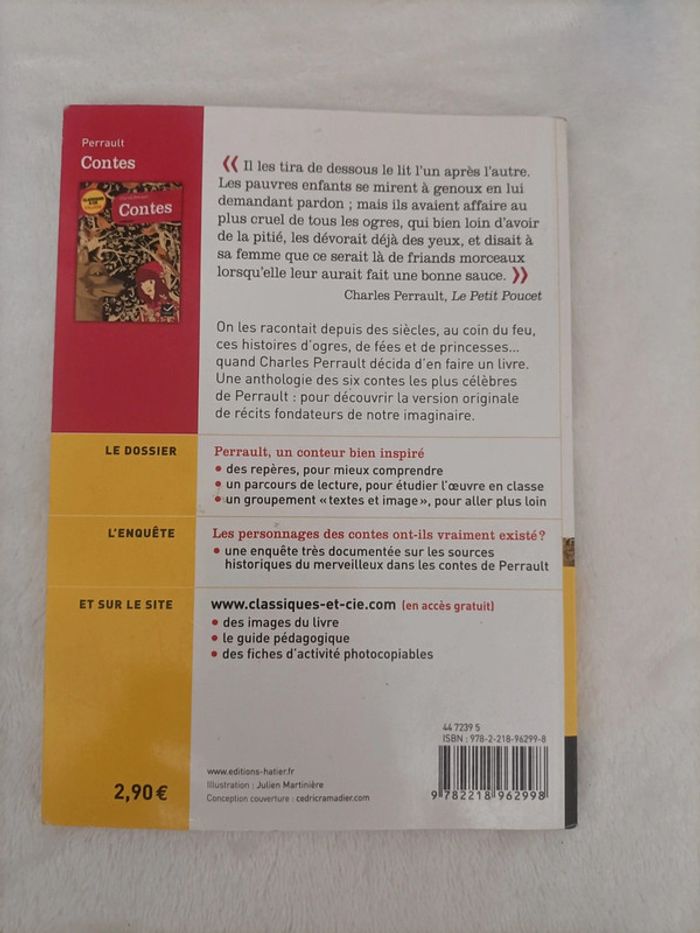 Perrault
Contes
Contes
« Il les tira de dessous le lit l'un après l'autre.
Les pauvres enfants se mirent à genoux en lui
demandant pardon ; mais ils avaient affaire au
plus cruel de tous les ogres, qui bien loin d'avoir
de la pitié, les dévorait déjà des yeux, et disait à
sa femme que ce serait là de friands morceaux
lorsqu'elle leur aurait fait une bonne sauce. »
Charles Perrault, Le Petit Poucet
On les racontait depuis des siècles, au coin du feu,
ces histoires d'ogres, de fées et de princesses...
quand Charles Perrault décida d'en faire un livre.
Une anthologie des six contes les plus célèbres
de Perrault : pour découvrir la version originale
de récits fondateurs de notre imaginaire.
LE DOSSIER
Perrault, un conteur bien inspiré
• des repères, pour mieux comprendre
• un parcours de lecture, pour étudier l'œuvre en classe
• un groupement « textes et image », pour aller plus loin
L'ENQUÊTE
Les personnages des contes ont-ils vraiment existé ?
• une enquête très documentée sur les sources
historiques du merveilleux dans les contes de Perrault
ET SUR LE SITE
www.classiques-et-cie.com (en accès gratuit)
• des images du livre
• le guide pédagogique
• des fiches d'activité photocopiables
44 7239 5
ISBN : 978-2-218-96299-8
www.editions-hatier.fr
Illustration : Julien Martinière
Conception couverture : cedricramadier.com
2,90 €
9 782218 962998